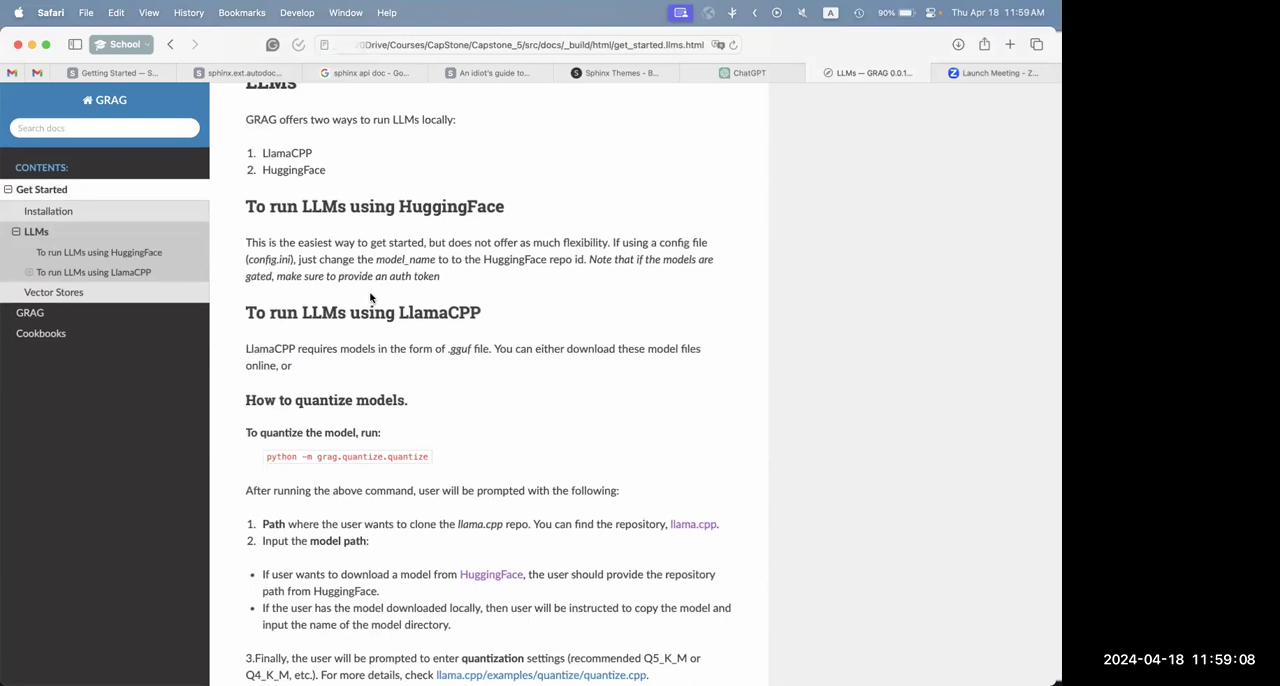 Safari File Edit View History Bookmarks Develop Window Help A 90% Thu Apr 18 11:59 AM
School Drive/Courses/CapStone/Capstone_5/src/docs/_build/html/get_started.llms.html
Getting Started — S... sphinx.ext.autodoc... sphinx api doc - Go... An idiot's guide to... Sphinx Themes - B... ChatGPT LLMs — GRAG 0.0.1... Launch Meeting - Z...
GRAG
Search docs
CONTENTS:
Get Started
Installation
LLMs
To run LLMs using HuggingFace
To run LLMs using LlamaCPP
Vector Stores
GRAG
Cookbooks
LLMs
GRAG offers two ways to run LLMs locally:
1. LlamaCPP
2. HuggingFace
To run LLMs using HuggingFace
This is the easiest way to get started, but does not offer as much flexibility. If using a config file
(config.ini), just change the model_name to to the HuggingFace repo id. Note that if the models are
gated, make sure to provide an auth token
To run LLMs using LlamaCPP
LlamaCPP requires models in the form of .gguf file. You can either download these model files
online, or
How to quantize models.
To quantize the model, run:
python -m grag.quantize.quantize
After running the above command, user will be prompted with the following:
1. Path where the user wants to clone the llama.cpp repo. You can find the repository, llama.cpp.
2. Input the model path:
• If user wants to download a model from HuggingFace, the user should provide the repository
path from HuggingFace.
• If the user has the model downloaded locally, then user will be instructed to copy the model and
input the name of the model directory.
3.Finally, the user will be prompted to enter quantization settings (recommended Q5_K_M or
Q4_K_M, etc.). For more details, check llama.cpp/examples/quantize/quantize.cpp.
2024-04-18 11:59:08